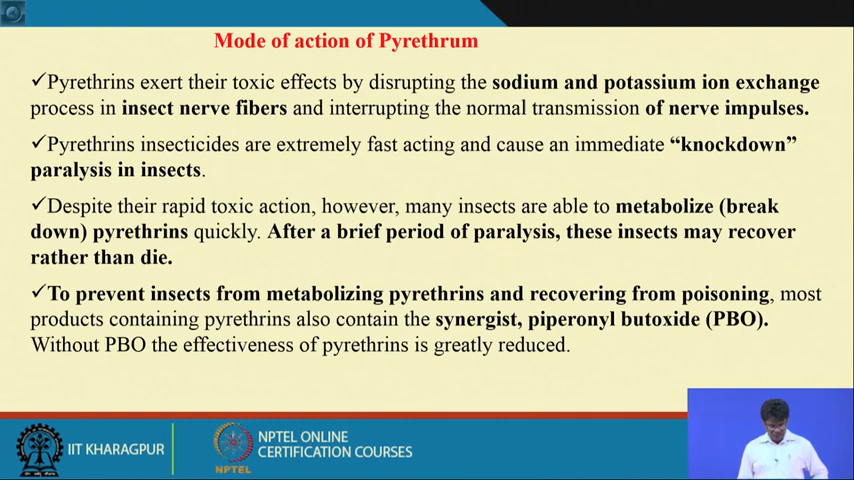 Mode of action of Pyrethrum
✓Pyrethrins exert their toxic effects by disrupting the sodium and potassium ion exchange
process in insect nerve fibers and interrupting the normal transmission of nerve impulses.
✓Pyrethrins insecticides are extremely fast acting and cause an immediate “knockdown”
paralysis in insects.
✓Despite their rapid toxic action, however, many insects are able to metabolize (break
down) pyrethrins quickly. After a brief period of paralysis, these insects may recover
rather than die.
✓To prevent insects from metabolizing pyrethrins and recovering from poisoning, most
products containing pyrethrins also contain the synergist, piperonyl butoxide (PBO).
Without PBO the effectiveness of pyrethrins is greatly reduced.
IIT KHARAGPUR
NPTEL
NPTEL ONLINE
CERTIFICATION COURSES